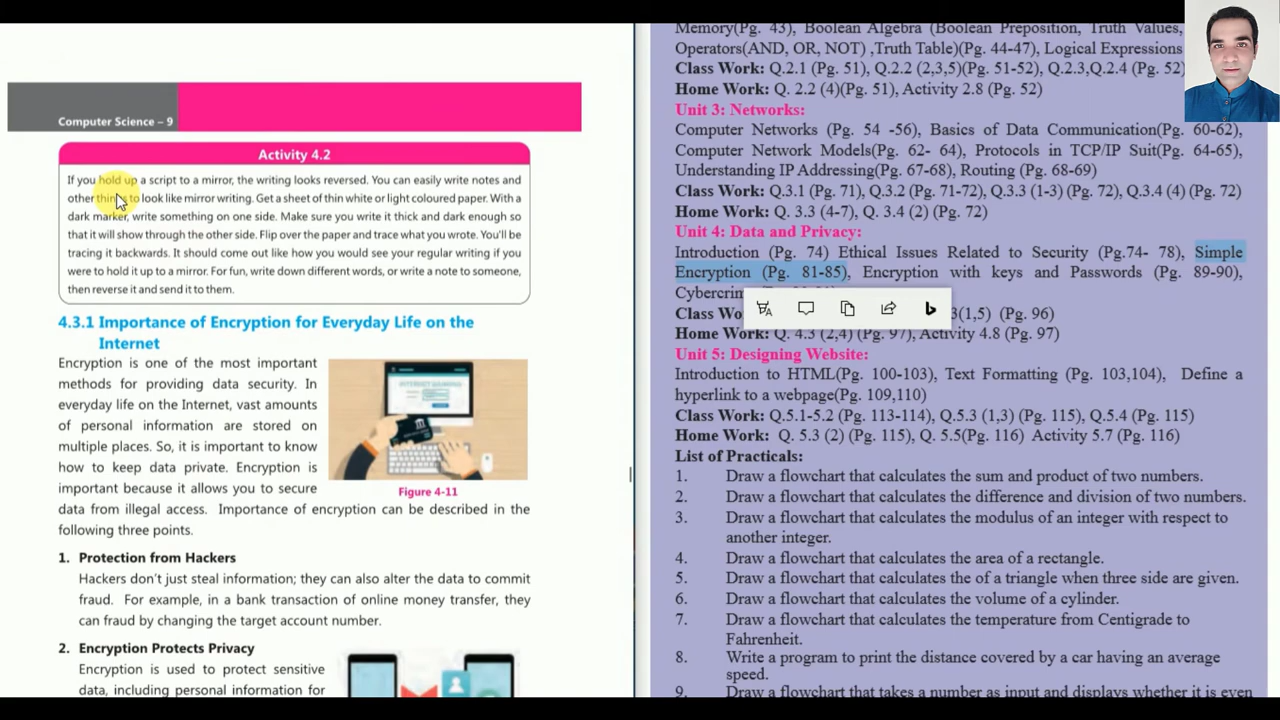 Computer Science – 9
Activity 4.2
If you hold up a script to a mirror, the writing looks reversed. You can easily write notes and
other things to look like mirror writing. Get a sheet of thin white or light coloured paper. With a
dark marker, write something on one side. Make sure you write it thick and dark enough so
that it will show through the other side. Flip over the paper and trace what you wrote. You'll be
tracing it backwards. It should come out like how you would see your regular writing if you
were to hold it up to a mirror. For fun, write down different words, or write a note to someone,
then reverse it and send it to them.
4.3.1 Importance of Encryption for Everyday Life on the
Internet
Encryption is one of the most important
methods for providing data security. In
everyday life on the Internet, vast amounts
of personal information are stored on
multiple places. So, it is important to know
how to keep data private. Encryption is
important because it allows you to secure
data from illegal access. Importance of encryption can be described in the
following three points.
Figure 4-11
1. Protection from Hackers
Hackers don't just steal information; they can also alter the data to commit
fraud. For example, in a bank transaction of online money transfer, they
can fraud by changing the target account number.
2. Encryption Protects Privacy
Encryption is used to protect sensitive
data, including personal information for
Memory(Pg. 43), Boolean Algebra (Boolean Preposition, Truth Values,
Operators(AND, OR, NOT) ,Truth Table)(Pg. 44-47), Logical Expressions
Class Work: Q.2.1 (Pg. 51), Q.2.2 (2,3,5)(Pg. 51-52), Q.2.3,Q.2.4 (Pg. 52)
Home Work: Q. 2.2 (4)(Pg. 51), Activity 2.8 (Pg. 52)
Unit 3: Networks:
Computer Networks (Pg. 54 -56), Basics of Data Communication(Pg. 60-62),
Computer Network Models(Pg. 62- 64), Protocols in TCP/IP Suit(Pg. 64-65),
Understanding IP Addressing(Pg. 67-68), Routing (Pg. 68-69)
Class Work: Q.3.1 (Pg. 71), Q.3.2 (Pg. 71-72), Q.3.3 (1-3) (Pg. 72), Q.3.4 (4) (Pg. 72)
Home Work: Q. 3.3 (4-7), Q. 3.4 (2) (Pg. 72)
Unit 4: Data and Privacy:
Introduction (Pg. 74) Ethical Issues Related to Security (Pg.74- 78), Simple
Encryption (Pg. 81-85), Encryption with keys and Passwords (Pg. 89-90),
Cybercrim
Class Wo 3(1,5) (Pg. 96)
Home Work: Q. 4.3 (2,4) (Pg. 97), Activity 4.8 (Pg. 97)
Unit 5: Designing Website:
Introduction to HTML(Pg. 100-103), Text Formatting (Pg. 103,104), Define a
hyperlink to a webpage(Pg. 109,110)
Class Work: Q.5.1-5.2 (Pg. 113-114), Q.5.3 (1,3) (Pg. 115), Q.5.4 (Pg. 115)
Home Work: Q. 5.3 (2) (Pg. 115), Q. 5.5(Pg. 116) Activity 5.7 (Pg. 116)
List of Practicals:
1. Draw a flowchart that calculates the sum and product of two numbers.
2. Draw a flowchart that calculates the difference and division of two numbers.
3. Draw a flowchart that calculates the modulus of an integer with respect to
another integer.
4. Draw a flowchart that calculates the area of a rectangle.
5. Draw a flowchart that calculates the of a triangle when three side are given.
6. Draw a flowchart that calculates the volume of a cylinder.
7. Draw a flowchart that calculates the temperature from Centigrade to
Fahrenheit.
8. Write a program to print the distance covered by a car having an average
speed.
9. Draw a flowchart that takes a number as input and displays whether it is even